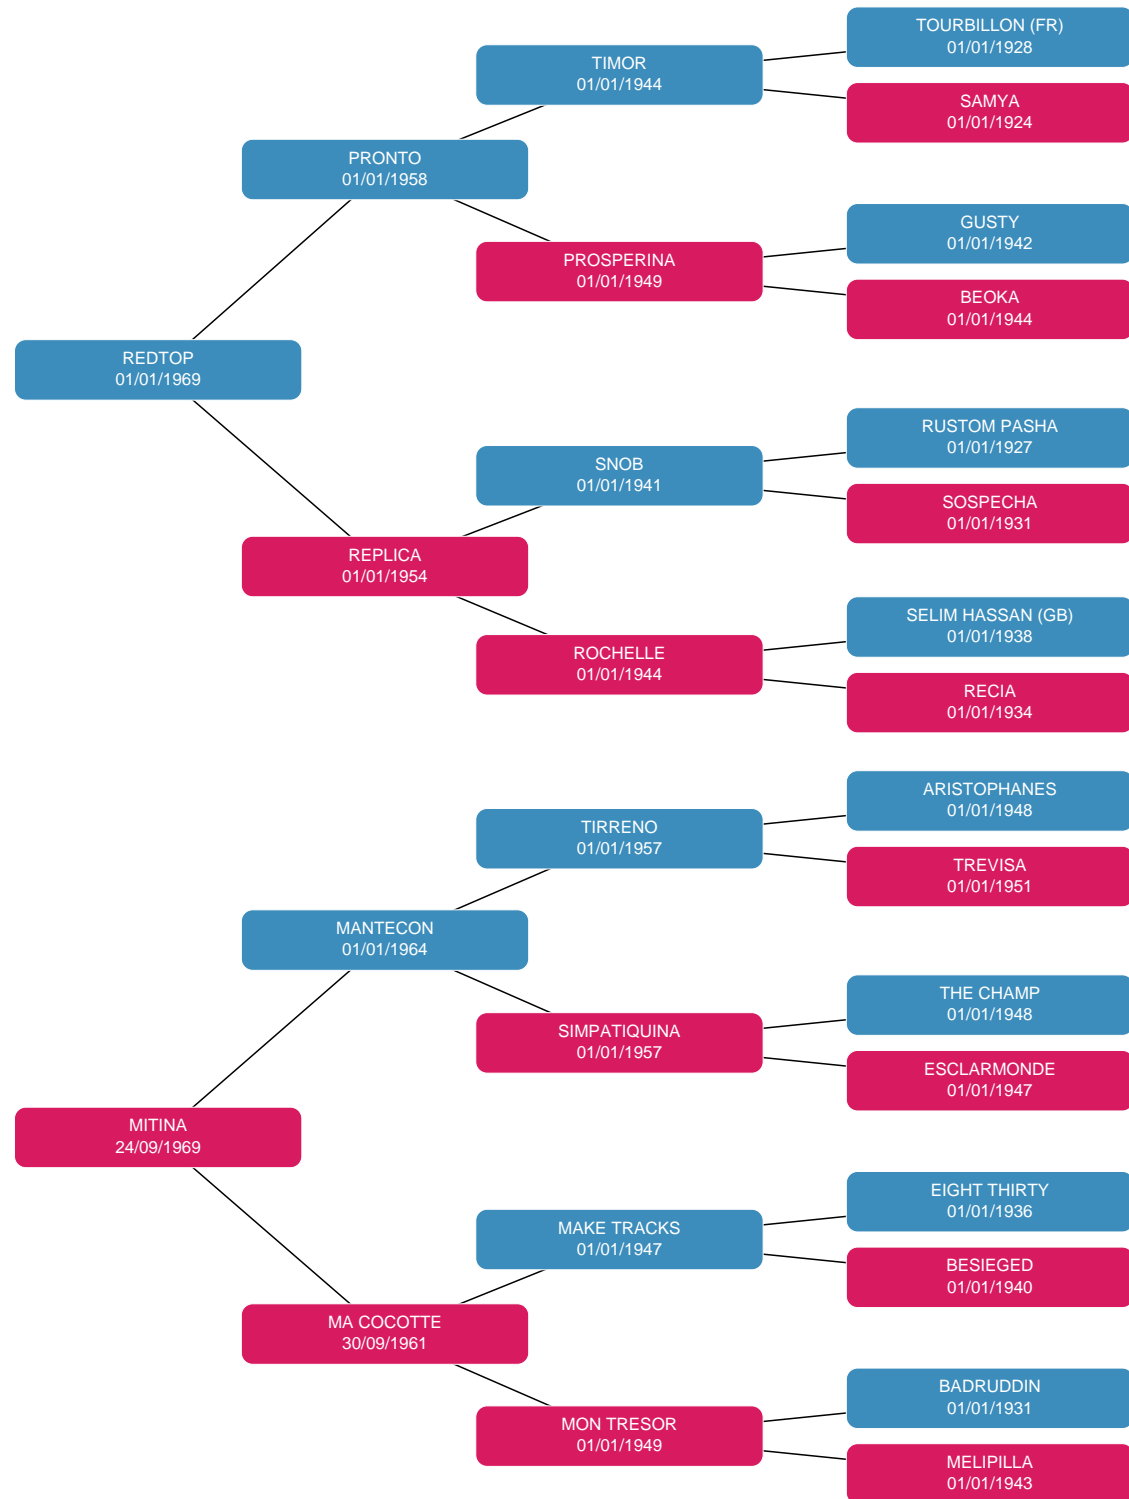 TOURBILLON (FR)
01/01/1928
TIMOR
01/01/1944
SAMYA
01/01/1924
PRONTO
01/01/1958
GUSTY
01/01/1942
PROSPERINA
01/01/1949
BEOKA
01/01/1944
REDTOP
01/01/1969
RUSTOM PASHA
01/01/1927
SNOB
01/01/1941
SOSPECHA
01/01/1931
REPLICA
01/01/1954
SELIM HASSAN (GB)
01/01/1938
ROCHELLE
01/01/1944
RECIA
01/01/1934
ARISTOPHANES
01/01/1948
TIRRENO
01/01/1957
TREVISA
01/01/1951
MANTECON
01/01/1964
THE CHAMP
01/01/1948
SIMPATIQUINA
01/01/1957
ESCLARMONDE
01/01/1947
MITINA
24/09/1969
EIGHT THIRTY
01/01/1936
MAKE TRACKS
01/01/1947
BESIEGED
01/01/1940
MA COCOTTE
30/09/1961
BADRUDDIN
01/01/1931
MON TRESOR
01/01/1949
MELIPILLA
01/01/1943